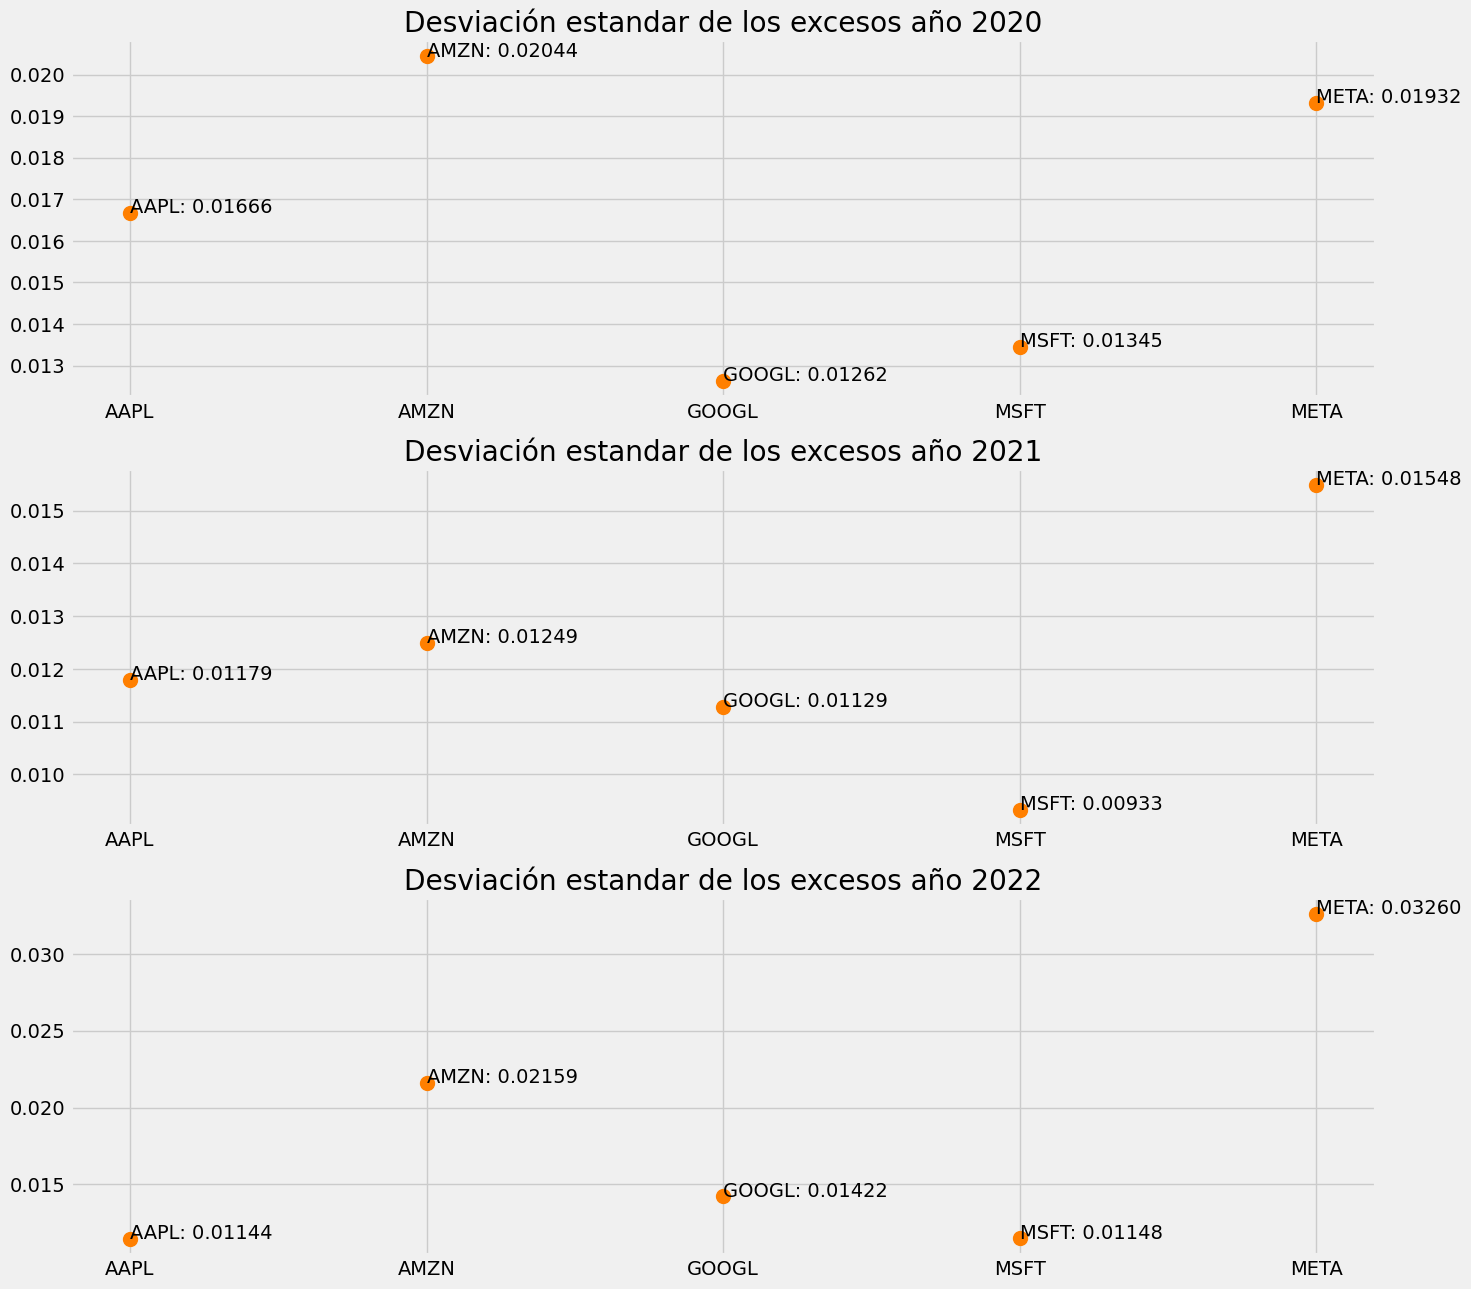 Desviación estandar de los excesos año 2020
AMZN: 0.02044
0.020
META: 0.01932
0.019
0.018
0.017
AAPL: 0.01666
0.016
0.015
0.014
MSFT: 0.01345
0.013
GOOGL: 0.01262
AAPL AMZN GOOGL MSFT META
Desviación estandar de los excesos año 2021
META: 0.01548
0.015
0.014
0.013
AMZN: 0.01249
0.012
AAPL: 0.01179
GOOGL: 0.01129
0.011
0.010
MSFT: 0.00933
AAPL AMZN GOOGL MSFT META
Desviación estandar de los excesos año 2022
META: 0.03260
0.030
0.025
AMZN: 0.02159
0.020
0.015
GOOGL: 0.01422
AAPL: 0.01144
MSFT: 0.01148
AAPL AMZN GOOGL MSFT META